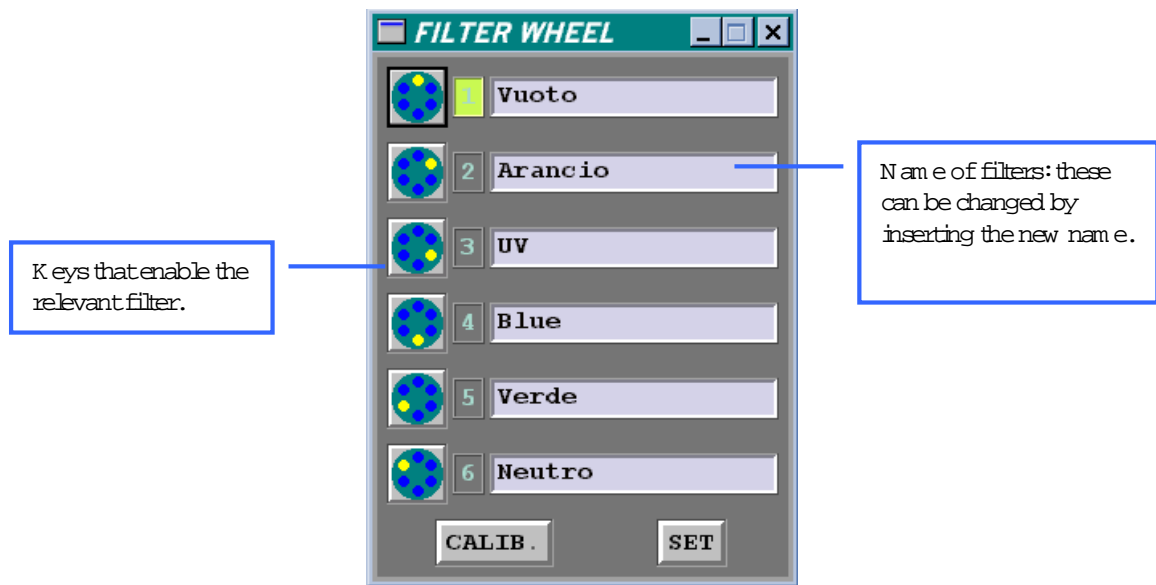 FILTER WHEEL
1 Vuoto
2 Arancio
3 UV
4 Blue
5 Verde
6 Neutro
CALIB. SET
Keys that enable the
relevant filter.
Name of filters: these
can be changed by
inserting the new name.